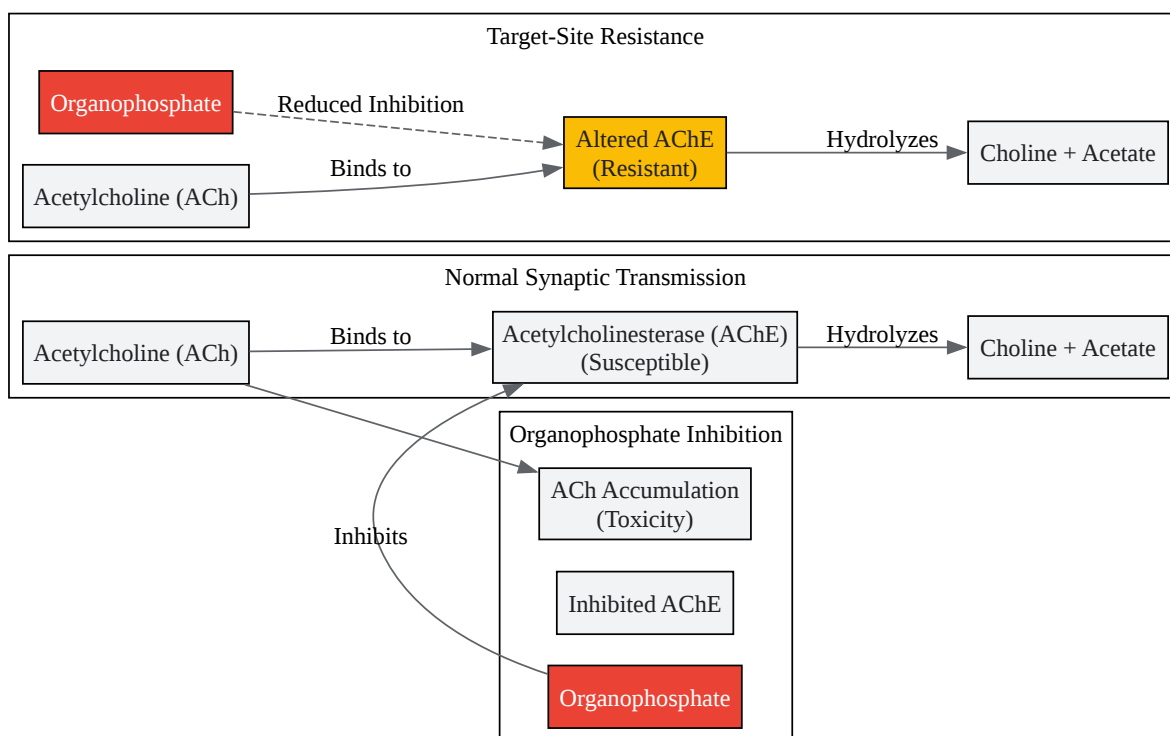 Target-Site Resistance
Organophosphate
Reduced Inhibition
Altered AChE
(Resistant)
Hydrolyzes
Choline + Acetate
Acetylcholine (ACh)
Binds to
Normal Synaptic Transmission
Acetylcholine (ACh)
Binds to
Acetylcholinesterase (AChE)
(Susceptible)
Hydrolyzes
Choline + Acetate
Organophosphate Inhibition
ACh Accumulation
(Toxicity)
Inhibits
Inhibited AChE
Organophosphate